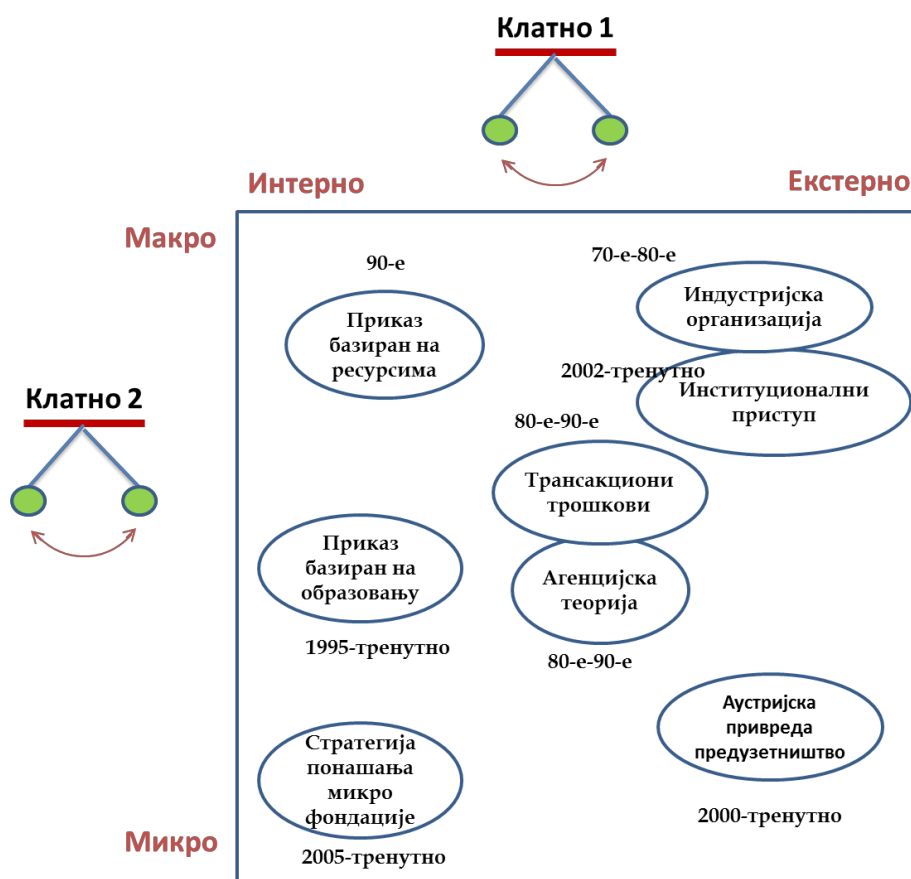 Клатно 1
Интерно
Екстерно
Макро
90-е
70-е-80-е
Приказ
базиран на
ресурсима
Индустријска
организација
2002-тренутно
Институционални
приступ
Клатно 2
80-е-90-е
Трансакциони
трошкови
Приказ
базиран на
образовању
Агенцијска
теорија
1995-тренутно
80-е-90-е
Аустријска
привреда
предузетништво
Стратегија
понашања
микро
фондације
2000-тренутно
Микро
2005-тренутно